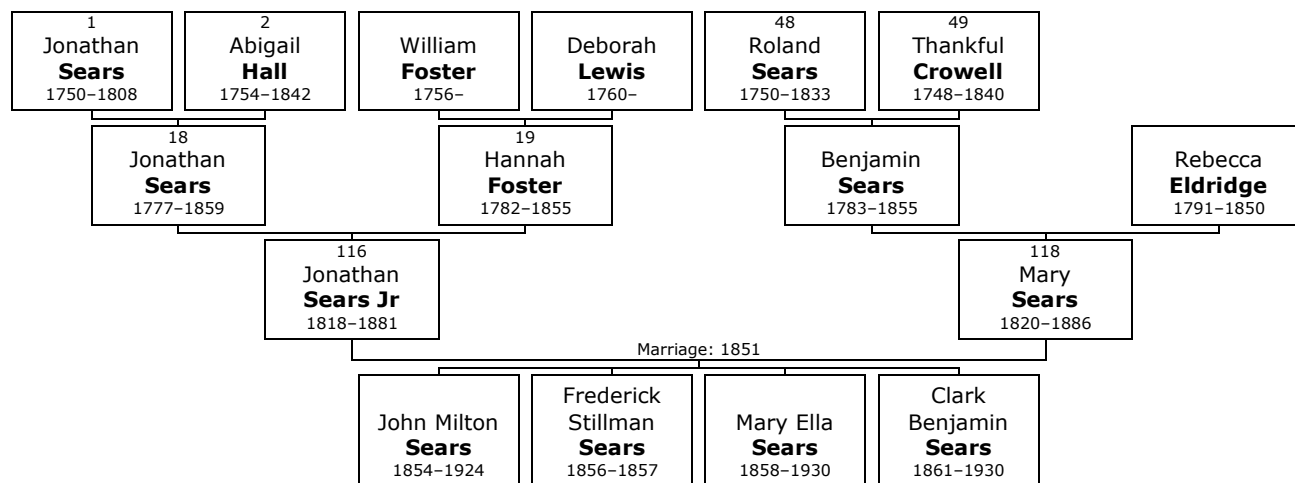 1
Jonathan
Sears
1750–1808
2
Abigail
Hall
1754–1842
William
Foster
1756–
Deborah
Lewis
1760–
48
Roland
Sears
1750–1833
49
Thankful
Crowell
1748–1840
18
Jonathan
Sears
1777–1859
19
Hannah
Foster
1782–1855
Benjamin
Sears
1783–1855
Rebecca
Eldridge
1791–1850
116
Jonathan
Sears Jr
1818–1881
118
Mary
Sears
1820–1886
Marriage: 1851
John Milton
Sears
1854–1924
Frederick
Stillman
Sears
1856–1857
Mary Ella
Sears
1858–1930
Clark
Benjamin
Sears
1861–1930